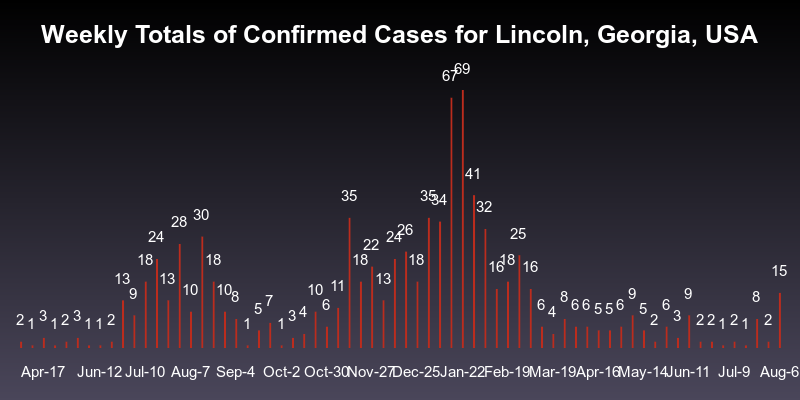 Weekly Totals of Confirmed Cases for Lincoln, Georgia, USA
2 1 3 1 2 3 1 1 2 13 9 18 24 13 28 10 30 18 10 8 1 5 7 1 3 4 10 6 11 35 18 22 13 24 26 18 35 34 67 69 41 32 16 18 25 16 6 4 8 6 6 5 5 6 9 5 2 6 3 9 2 2 1 2 1 8 2 15
Apr-17 Jun-12 Jul-10 Aug-7 Sep-4 Oct-2 Oct-30 Nov-27 Dec-25 Jan-22 Feb-19 Mar-19 Apr-16 May-14 Jun-11 Jul-9 Aug-6